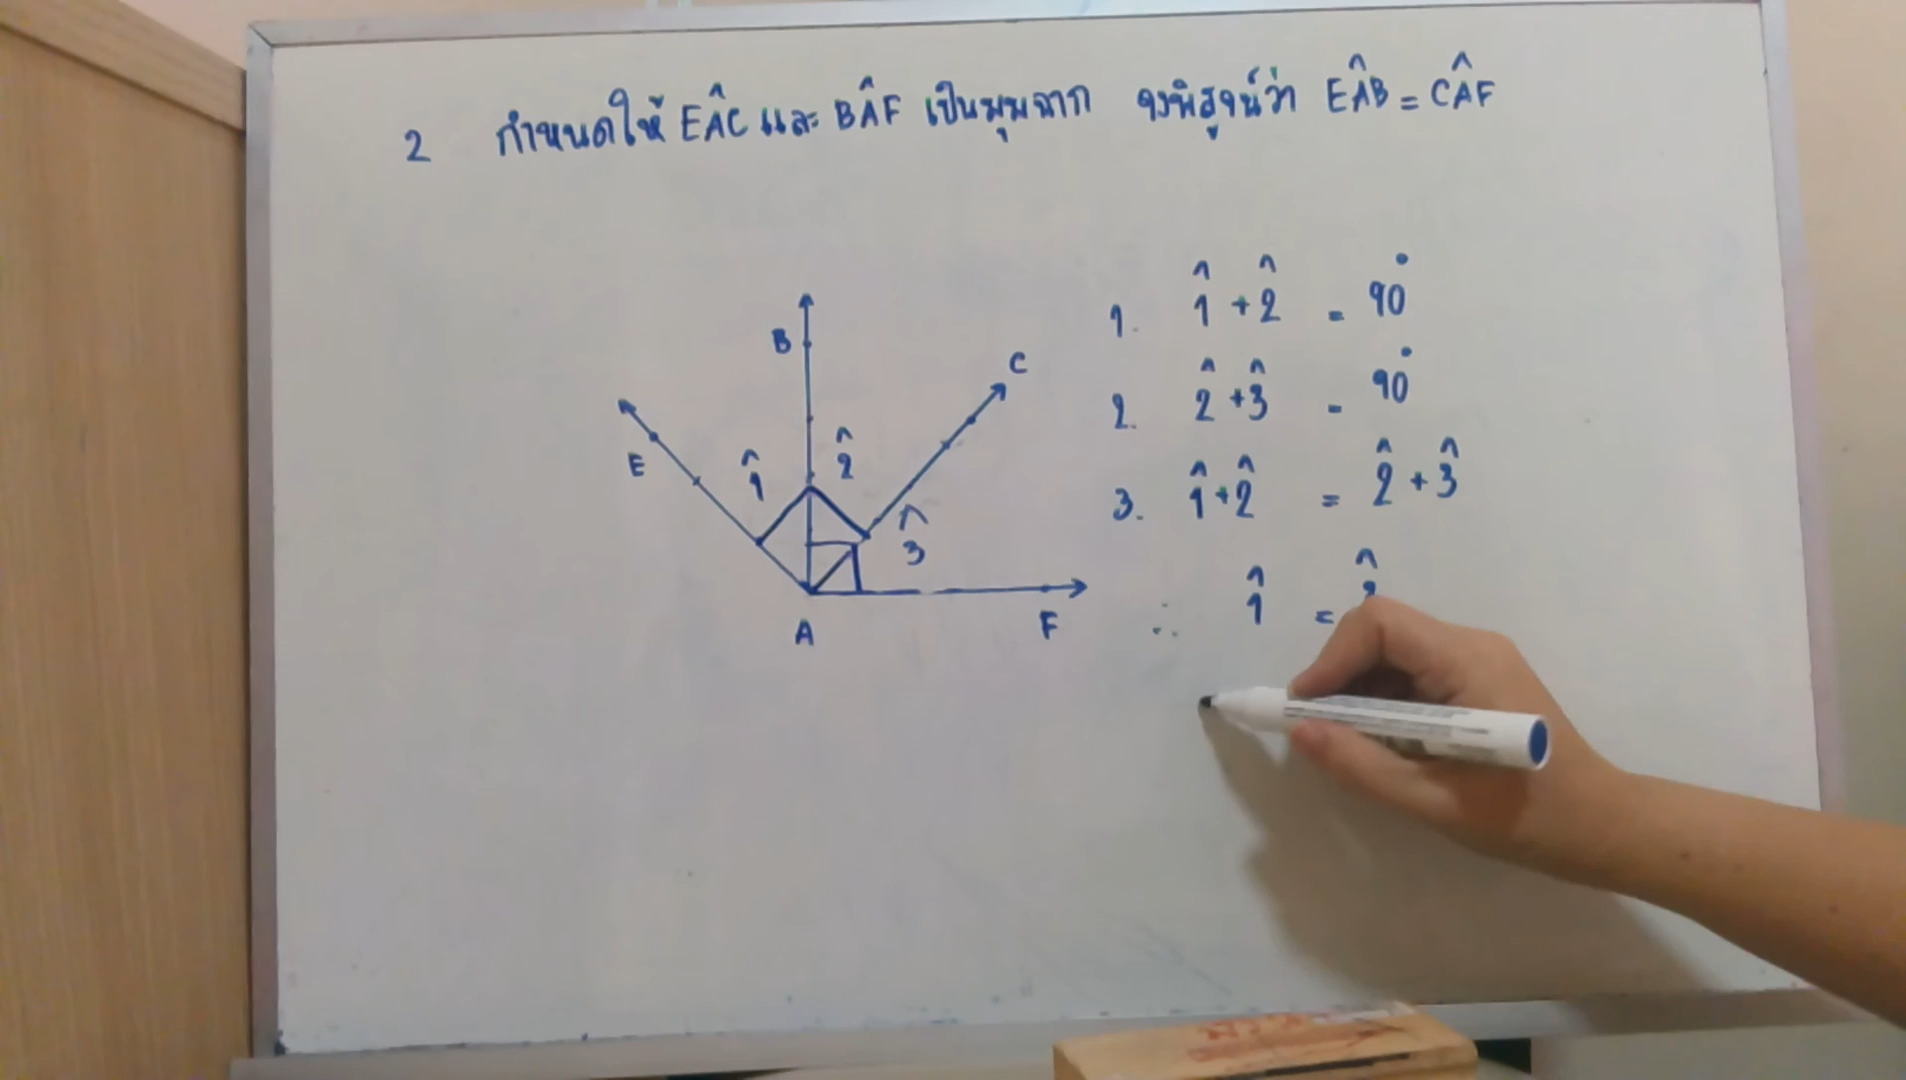 2 กำหนดให้ EÂC และ BÂF เป็นมุมฉาก จงพิสูจน์ว่า EÂB = CÂF
B
C
E
1̂
2̂
3̂
A
F
1. 1̂ + 2̂ = 90°
2. 2̂ + 3̂ = 90°
3. 1̂ + 2̂ = 2̂ + 3̂
∴ 1̂ =